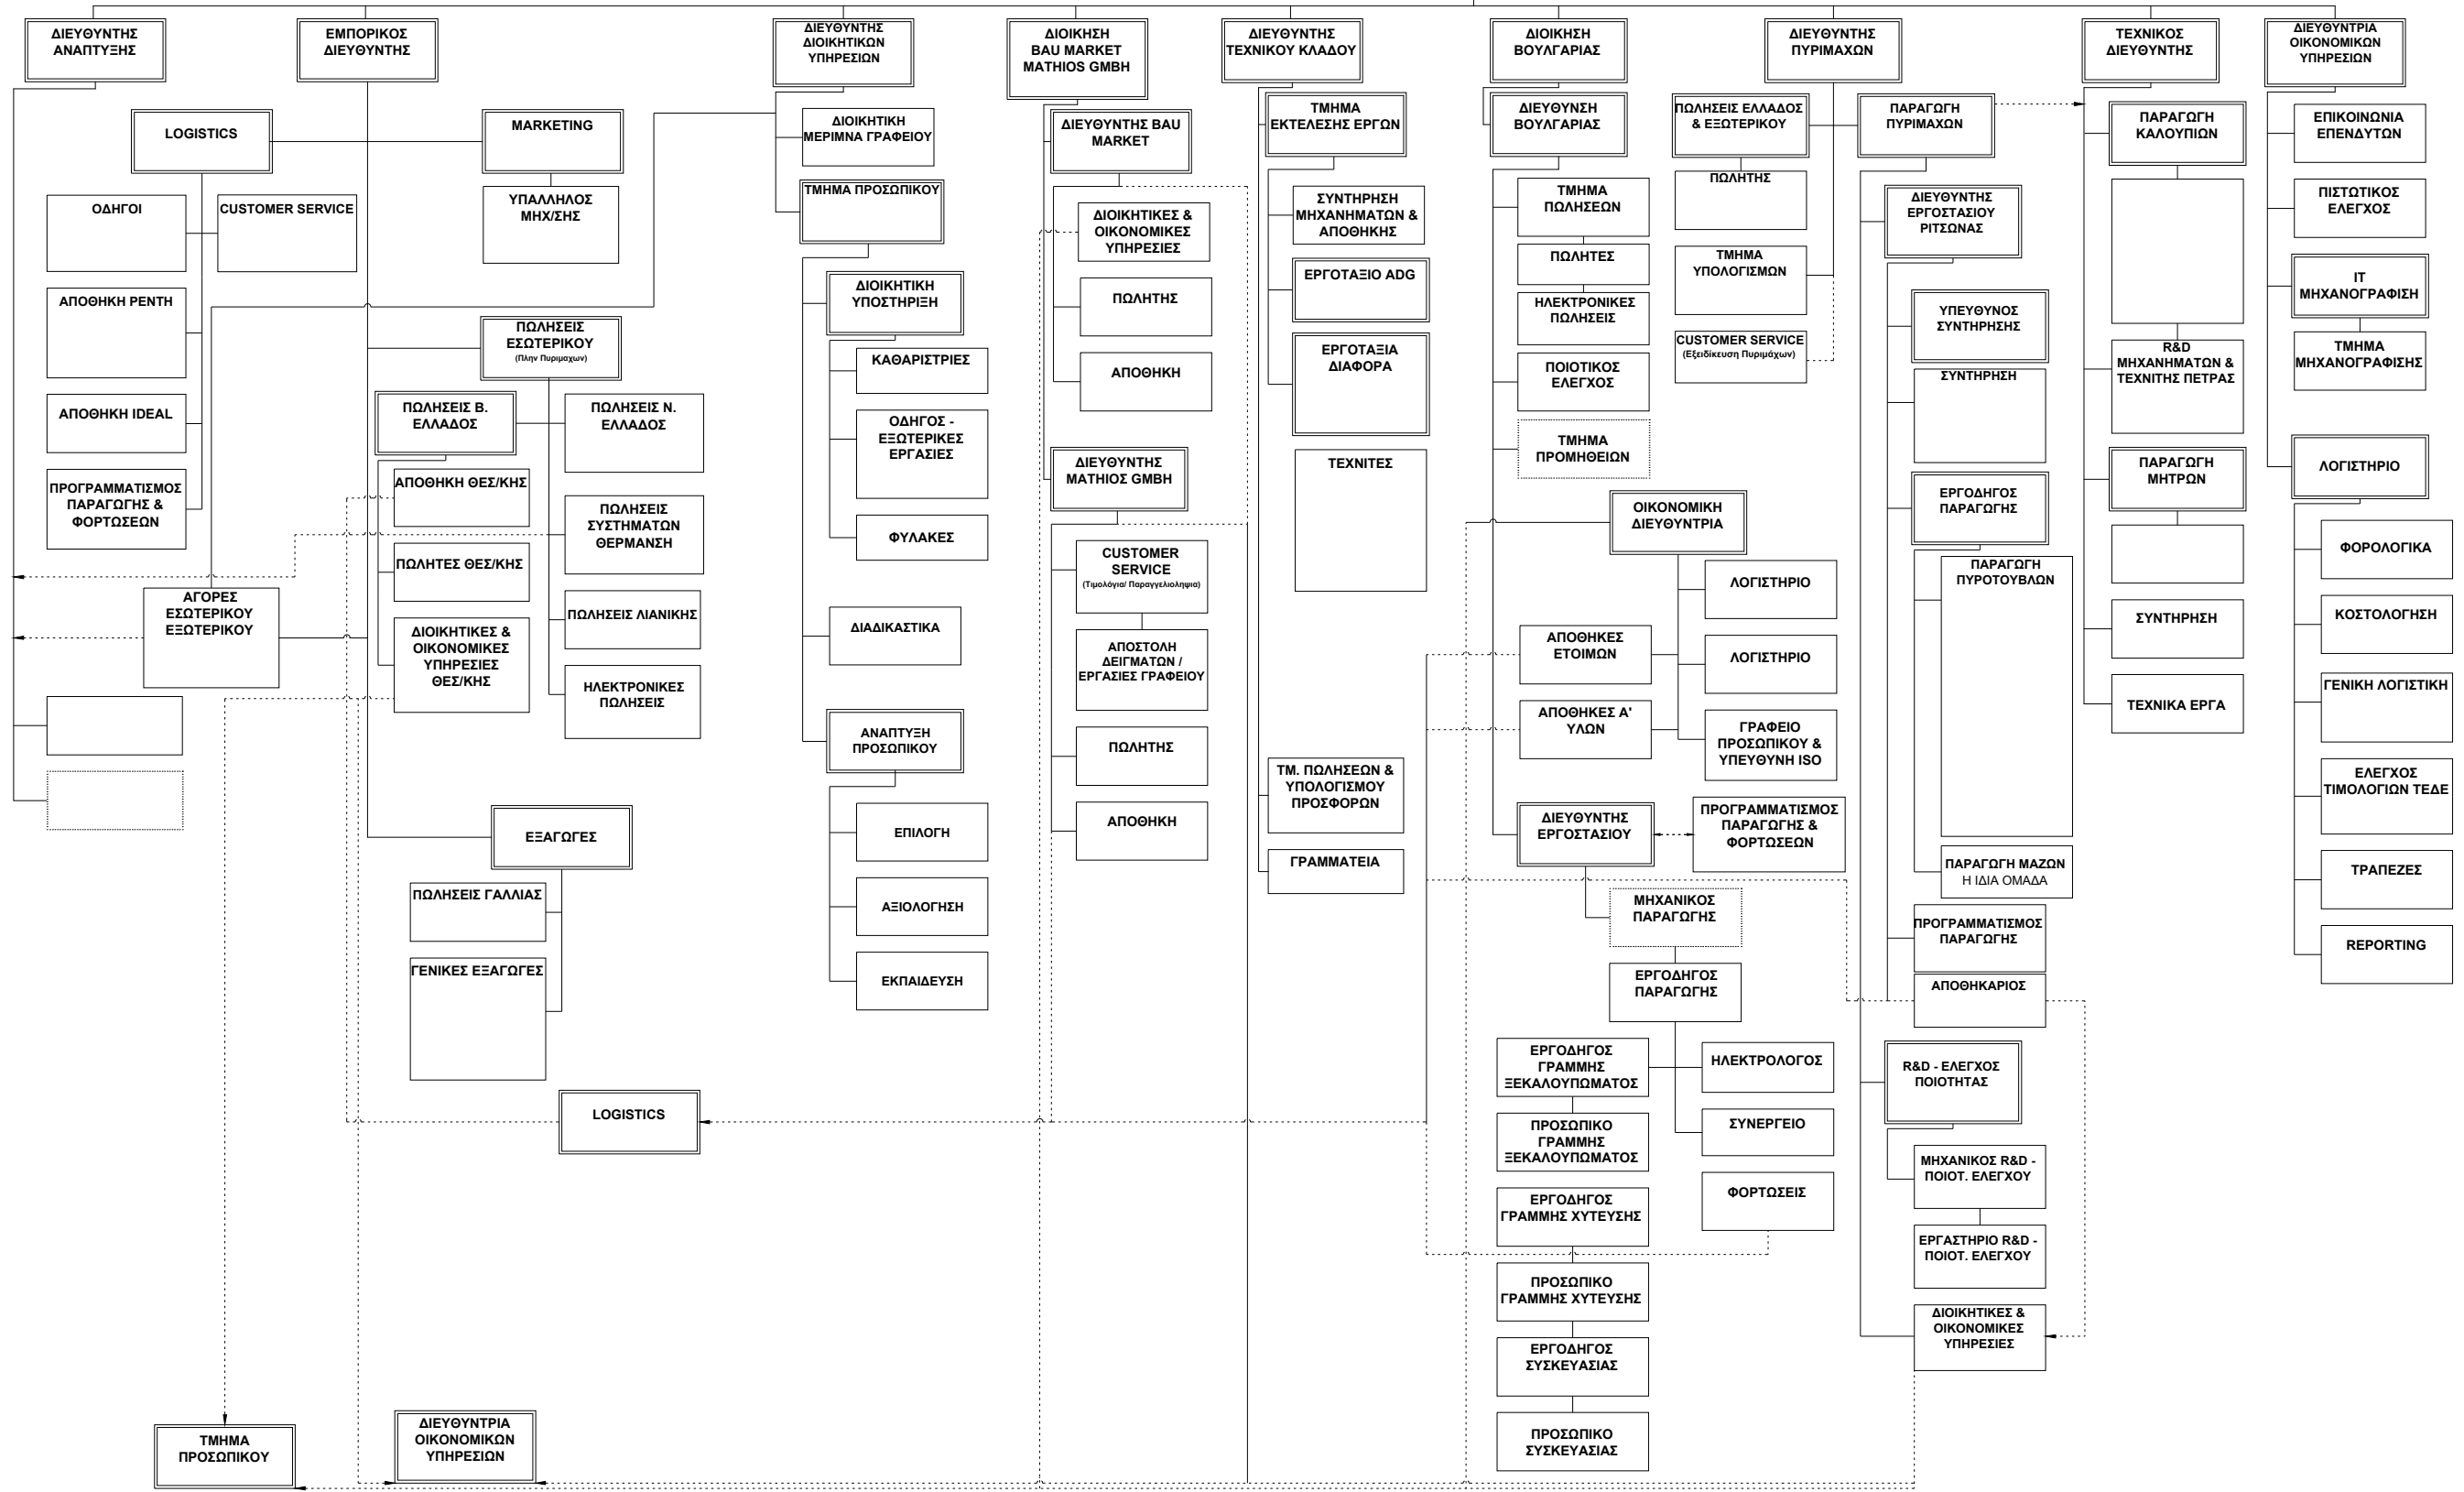 ΔΙΕΥΘΥΝΤΗΣ
ΑΝΑΠΤΥΞΗΣ
ΕΜΠΟΡΙΚΟΣ
ΔΙΕΥΘΥΝΤΗΣ
LOGISTICS
MARKETING
ΟΔΗΓΟΙ
CUSTOMER SERVICE
ΥΠΑΛΛΗΛΟΣ
ΜΗΧ/ΣΗΣ
ΑΠΟΘΗΚΗ ΡΕΝΤΗ
ΑΠΟΘΗΚΗ IDEAL
ΠΡΟΓΡΑΜΜΑΤΙΣΜΟΣ
ΠΑΡΑΓΩΓΗΣ &
ΦΟΡΤΩΣΕΩΝ
ΠΩΛΗΣΕΙΣ
ΕΣΩΤΕΡΙΚΟΥ
(Πλην Πυριμαχων)
ΠΩΛΗΣΕΙΣ Β.
ΕΛΛΑΔΟΣ
ΠΩΛΗΣΕΙΣ Ν.
ΕΛΛΑΔΟΣ
ΑΠΟΘΗΚΗ ΘΕΣ/ΚΗΣ
ΠΩΛΗΣΕΙΣ
ΣΥΣΤΗΜΑΤΩΝ
ΘΕΡΜΑΝΣΗ
ΠΩΛΗΤΕΣ ΘΕΣ/ΚΗΣ
ΑΓΟΡΕΣ
ΕΣΩΤΕΡΙΚΟΥ
ΕΞΩΤΕΡΙΚΟΥ
ΔΙΟΙΚΗΤΙΚΕΣ &
ΟΙΚΟΝΟΜΙΚΕΣ
ΥΠΗΡΕΣΙΕΣ
ΘΕΣ/ΚΗΣ
ΠΩΛΗΣΕΙΣ ΛΙΑΝΙΚΗΣ
ΗΛΕΚΤΡΟΝΙΚΕΣ
ΠΩΛΗΣΕΙΣ
ΕΞΑΓΩΓΕΣ
ΠΩΛΗΣΕΙΣ ΓΑΛΛΙΑΣ
ΓΕΝΙΚΕΣ ΕΞΑΓΩΓΕΣ
LOGISTICS
ΤΜΗΜΑ
ΠΡΟΣΩΠΙΚΟΥ
ΔΙΕΥΘΥΝΤΡΙΑ
ΟΙΚΟΝΟΜΙΚΩΝ
ΥΠΗΡΕΣΙΩΝ
ΔΙΕΥΘΥΝΤΗΣ
ΔΙΟΙΚΗΤΙΚΩΝ
ΥΠΗΡΕΣΙΩΝ
ΔΙΟΙΚΗΤΙΚΗ
ΜΕΡΙΜΝΑ ΓΡΑΦΕΙΟΥ
ΤΜΗΜΑ ΠΡΟΣΩΠΙΚΟΥ
ΔΙΟΙΚΗΤΙΚΗ
ΥΠΟΣΤΗΡΙΞΗ
ΚΑΘΑΡΙΣΤΡΙΕΣ
ΟΔΗΓΟΣ -
ΕΞΩΤΕΡΙΚΕΣ
ΕΡΓΑΣΙΕΣ
ΦΥΛΑΚΕΣ
ΔΙΑΔΙΚΑΣΤΙΚΑ
ΑΝΑΠΤΥΞΗ
ΠΡΟΣΩΠΙΚΟΥ
ΕΠΙΛΟΓΗ
ΑΞΙΟΛΟΓΗΣΗ
ΕΚΠΑΙΔΕΥΣΗ
ΔΙΟΙΚΗΣΗ
BAU MARKET
MATHIOS GMBH
ΔΙΕΥΘΥΝΤΗΣ BAU
MARKET
ΔΙΟΙΚΗΤΙΚΕΣ &
ΟΙΚΟΝΟΜΙΚΕΣ
ΥΠΗΡΕΣΙΕΣ
ΠΩΛΗΤΗΣ
ΑΠΟΘΗΚΗ
ΔΙΕΥΘΥΝΤΗΣ
MATHIOS GMBH
CUSTOMER
SERVICE
(Τιμολόγια/ Παραγγελιοληψια)
ΑΠΟΣΤΟΛΗ
ΔΕΙΓΜΑΤΩΝ /
ΕΡΓΑΣΙΕΣ ΓΡΑΦΕΙΟΥ
ΠΩΛΗΤΗΣ
ΑΠΟΘΗΚΗ
ΔΙΕΥΘΥΝΤΗΣ
ΤΕΧΝΙΚΟΥ ΚΛΑΔΟΥ
ΤΜΗΜΑ
ΕΚΤΕΛΕΣΗΣ ΕΡΓΩΝ
ΣΥΝΤΗΡΗΣΗ
ΜΗΧΑΝΗΜΑΤΩΝ &
ΑΠΟΘΗΚΗΣ
ΕΡΓΟΤΑΞΙΟ ADG
ΕΡΓΟΤΑΞΙΑ
ΔΙΑΦΟΡΑ
ΤΕΧΝΙΤΕΣ
ΤΜ. ΠΩΛΗΣΕΩΝ &
ΥΠΟΛΟΓΙΣΜΟΥ
ΠΡΟΣΦΟΡΩΝ
ΓΡΑΜΜΑΤΕΙΑ
ΔΙΟΙΚΗΣΗ
ΒΟΥΛΓΑΡΙΑΣ
ΔΙΕΥΘΥΝΣΗ
ΒΟΥΛΓΑΡΙΑΣ
ΤΜΗΜΑ
ΠΩΛΗΣΕΩΝ
ΠΩΛΗΤΕΣ
ΗΛΕΚΤΡΟΝΙΚΕΣ
ΠΩΛΗΣΕΙΣ
ΠΟΙΟΤΙΚΟΣ
ΕΛΕΓΧΟΣ
ΤΜΗΜΑ
ΠΡΟΜΗΘΕΙΩΝ
ΟΙΚΟΝΟΜΙΚΗ
ΔΙΕΥΘΥΝΤΡΙΑ
ΛΟΓΙΣΤΗΡΙΟ
ΑΠΟΘΗΚΕΣ
ΕΤΟΙΜΩΝ
ΛΟΓΙΣΤΗΡΙΟ
ΑΠΟΘΗΚΕΣ Α'
ΥΛΩΝ
ΓΡΑΦΕΙΟ
ΠΡΟΣΩΠΙΚΟΥ &
ΥΠΕΥΘΥΝΗ ISO
ΔΙΕΥΘΥΝΤΗΣ
ΕΡΓΟΣΤΑΣΙΟΥ
ΠΡΟΓΡΑΜΜΑΤΙΣΜΟΣ
ΠΑΡΑΓΩΓΗΣ &
ΦΟΡΤΩΣΕΩΝ
ΜΗΧΑΝΙΚΟΣ
ΠΑΡΑΓΩΓΗΣ
ΕΡΓΟΔΗΓΟΣ
ΠΑΡΑΓΩΓΗΣ
ΕΡΓΟΔΗΓΟΣ
ΓΡΑΜΜΗΣ
ΞΕΚΑΛΟΥΠΩΜΑΤΟΣ
ΗΛΕΚΤΡΟΛΟΓΟΣ
ΠΡΟΣΩΠΙΚΟ
ΓΡΑΜΜΗΣ
ΞΕΚΑΛΟΥΠΩΜΑΤΟΣ
ΣΥΝΕΡΓΕΙΟ
ΕΡΓΟΔΗΓΟΣ
ΓΡΑΜΜΗΣ ΧΥΤΕΥΣΗΣ
ΦΟΡΤΩΣΕΙΣ
ΠΡΟΣΩΠΙΚΟ
ΓΡΑΜΜΗΣ ΧΥΤΕΥΣΗΣ
ΕΡΓΟΔΗΓΟΣ
ΣΥΣΚΕΥΑΣΙΑΣ
ΠΡΟΣΩΠΙΚΟ
ΣΥΣΚΕΥΑΣΙΑΣ
ΔΙΕΥΘΥΝΤΗΣ
ΠΥΡΙΜΑΧΩΝ
ΠΩΛΗΣΕΙΣ ΕΛΛΑΔΟΣ
& ΕΞΩΤΕΡΙΚΟΥ
ΠΩΛΗΤΗΣ
ΤΜΗΜΑ
ΥΠΟΛΟΓΙΣΜΩΝ
CUSTOMER SERVICE
(Εξειδίκευση Πυριμάχων)
ΠΑΡΑΓΩΓΗ
ΠΥΡΙΜΑΧΩΝ
ΔΙΕΥΘΥΝΤΗΣ
ΕΡΓΟΣΤΑΣΙΟΥ
ΡΙΤΣΩΝΑΣ
ΥΠΕΥΘΥΝΟΣ
ΣΥΝΤΗΡΗΣΗΣ
ΣΥΝΤΗΡΗΣΗ
ΕΡΓΟΔΗΓΟΣ
ΠΑΡΑΓΩΓΗΣ
ΠΑΡΑΓΩΓΗ
ΠΥΡΟΤΟΥΒΛΩΝ
ΠΑΡΑΓΩΓΗ ΜΑΖΩΝ
Η ΙΔΙΑ ΟΜΑΔΑ
ΠΡΟΓΡΑΜΜΑΤΙΣΜΟΣ
ΠΑΡΑΓΩΓΗΣ
ΑΠΟΘΗΚΑΡΙΟΣ
R&D - ΕΛΕΓΧΟΣ
ΠΟΙΟΤΗΤΑΣ
ΜΗΧΑΝΙΚΟΣ R&D -
ΠΟΙΟΤ. ΕΛΕΓΧΟΥ
ΕΡΓΑΣΤΗΡΙΟ R&D -
ΠΟΙΟΤ. ΕΛΕΓΧΟΥ
ΔΙΟΙΚΗΤΙΚΕΣ &
ΟΙΚΟΝΟΜΙΚΕΣ
ΥΠΗΡΕΣΙΕΣ
ΤΕΧΝΙΚΟΣ
ΔΙΕΥΘΥΝΤΗΣ
ΠΑΡΑΓΩΓΗ
ΚΑΛΟΥΠΙΩΝ
R&D
ΜΗΧΑΝΗΜΑΤΩΝ &
ΤΕΧΝΙΤΗΣ ΠΕΤΡΑΣ
ΠΑΡΑΓΩΓΗ
ΜΗΤΡΩΝ
ΣΥΝΤΗΡΗΣΗ
ΤΕΧΝΙΚΑ ΕΡΓΑ
ΔΙΕΥΘΥΝΤΡΙΑ
ΟΙΚΟΝΟΜΙΚΩΝ
ΥΠΗΡΕΣΙΩΝ
ΕΠΙΚΟΙΝΩΝΙΑ
ΕΠΕΝΔΥΤΩΝ
ΠΙΣΤΩΤΙΚΟΣ
ΕΛΕΓΧΟΣ
IT
ΜΗΧΑΝΟΓΡΑΦΙΣΗ
ΤΜΗΜΑ
ΜΗΧΑΝΟΓΡΑΦΙΣΗΣ
ΛΟΓΙΣΤΗΡΙΟ
ΦΟΡΟΛΟΓΙΚΑ
ΚΟΣΤΟΛΟΓΗΣΗ
ΓΕΝΙΚΗ ΛΟΓΙΣΤΙΚΗ
ΕΛΕΓΧΟΣ
ΤΙΜΟΛΟΓΙΩΝ ΤΕΔΕ
ΤΡΑΠΕΖΕΣ
REPORTING